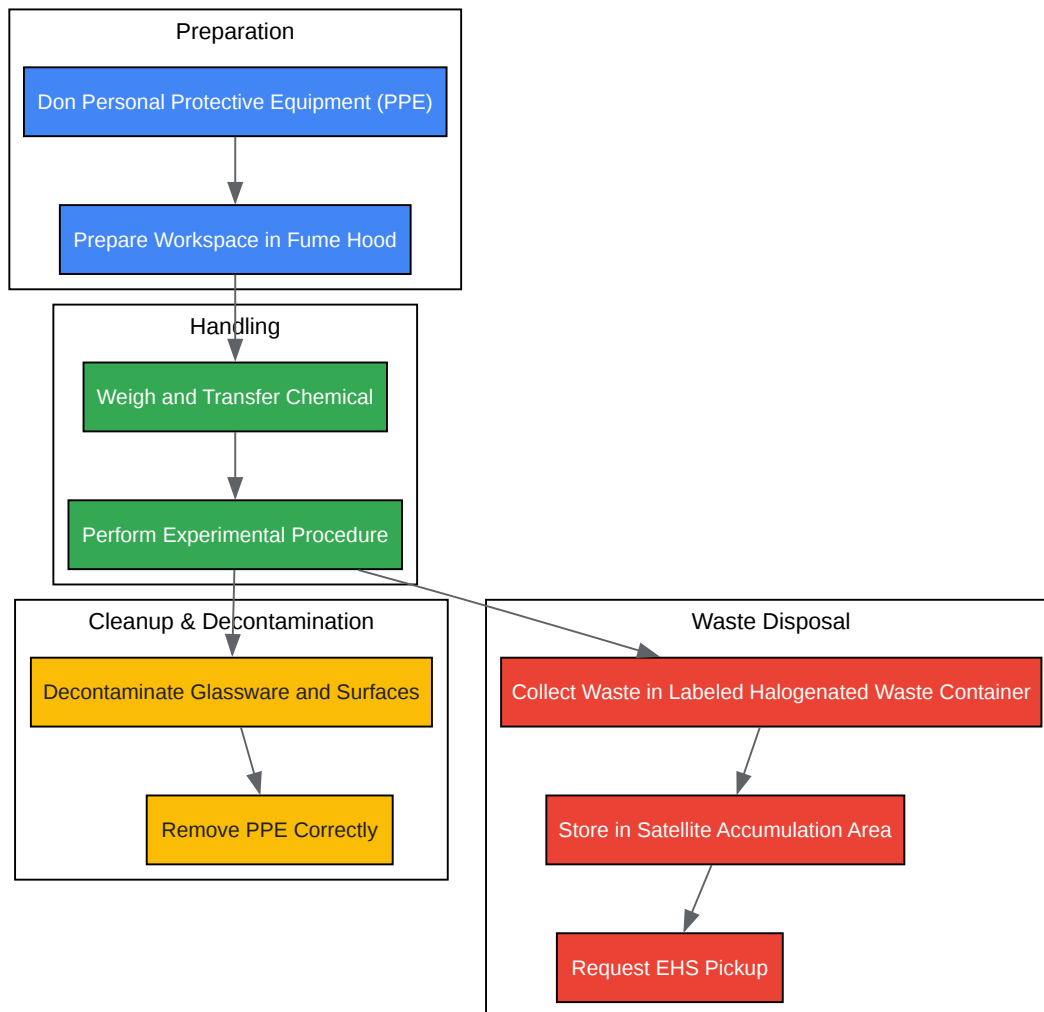 Preparation
Don Personal Protective Equipment (PPE)
Prepare Workspace in Fume Hood
Handling
Weigh and Transfer Chemical
Perform Experimental Procedure
Cleanup & Decontamination
Decontaminate Glassware and Surfaces
Remove PPE Correctly
Waste Disposal
Collect Waste in Labeled Halogenated Waste Container
Store in Satellite Accumulation Area
Request EHS Pickup